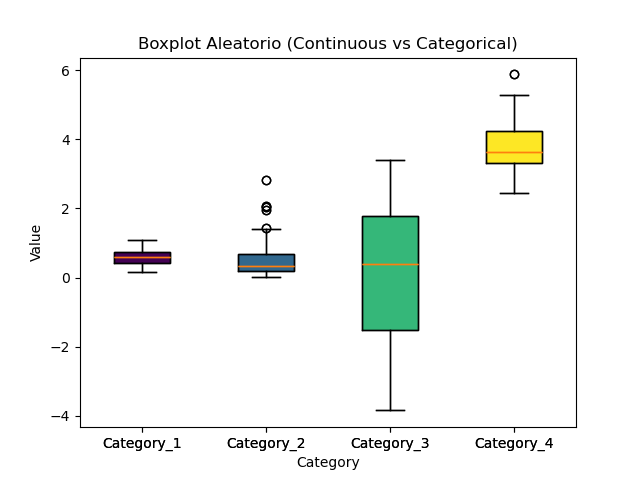 Boxplot Aleatorio (Continuous vs Categorical)
6
4
2
0
−2
−4
Value
Category_1 Category_2 Category_3 Category_4
Category